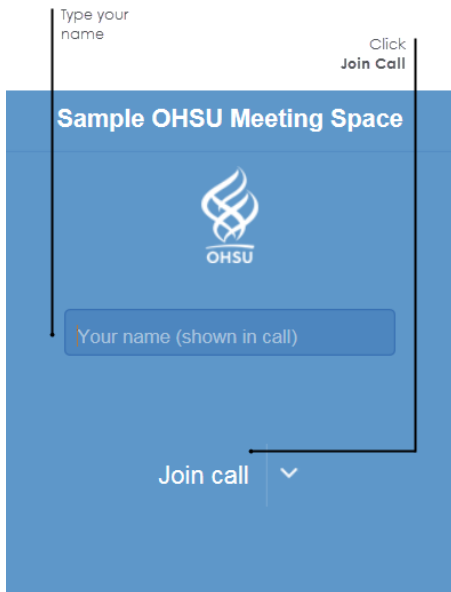 Type your
name
Click
Join Call
Sample OHSU Meeting Space
OHSU
Your name (shown in call)
Join call